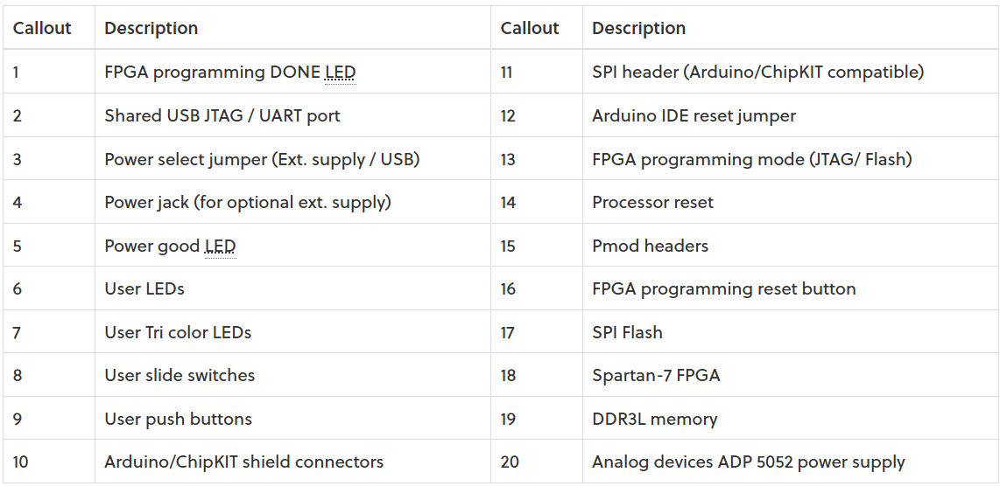 Callout Description Callout Description
1 FPGA programming DONE LED 11 SPI header (Arduino/ChipKIT compatible)
2 Shared USB JTAG / UART port 12 Arduino IDE reset jumper
3 Power select jumper (Ext. supply / USB) 13 FPGA programming mode (JTAG/ Flash)
4 Power jack (for optional ext. supply) 14 Processor reset
5 Power good LED 15 Pmod headers
6 User LEDs 16 FPGA programming reset button
7 User Tri color LEDs 17 SPI Flash
8 User slide switches 18 Spartan-7 FPGA
9 User push buttons 19 DDR3L memory
10 Arduino/ChipKIT shield connectors 20 Analog devices ADP 5052 power supply